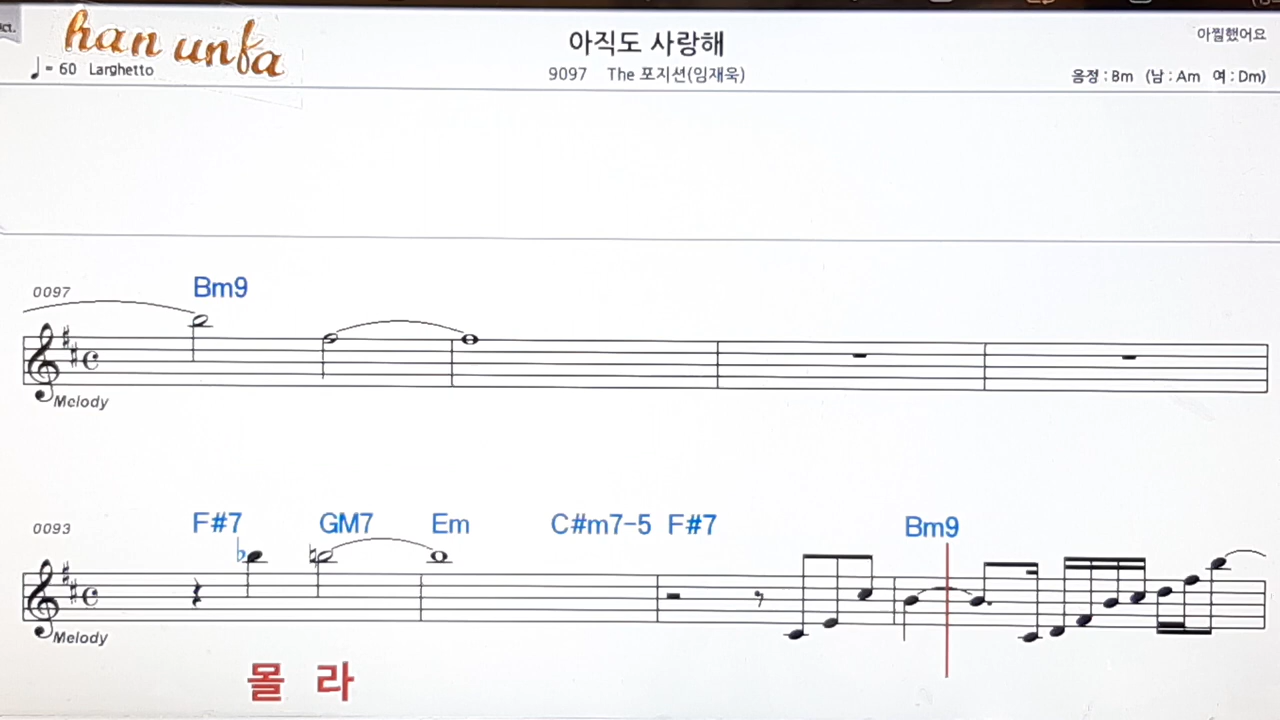 ict.
han unfa
아직도 사랑해
아찔했어요
♩= 60 Larghetto
9097 The 포지션(임재욱)
음정 : Bm (남 : Am 여 : Dm)
0097
Bm9
Melody
0093
F#7 GM7 Em C#m7-5 F#7 Bm9
Melody
몰 라